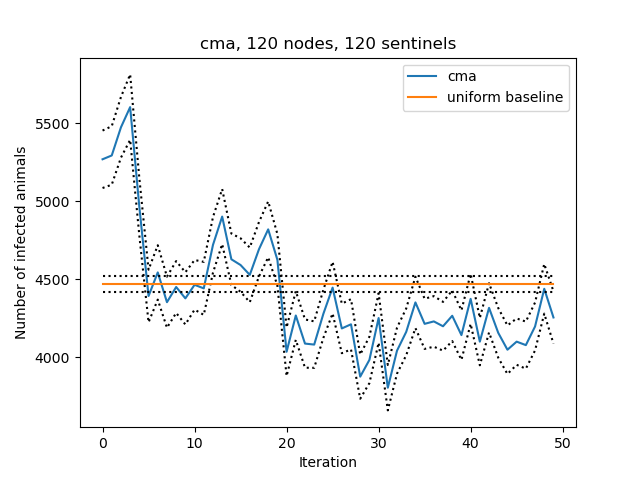 cma, 120 nodes, 120 sentinels
cma
uniform baseline
Number of infected animals
5500
5000
4500
4000
0
10
20
30
40
50
Iteration